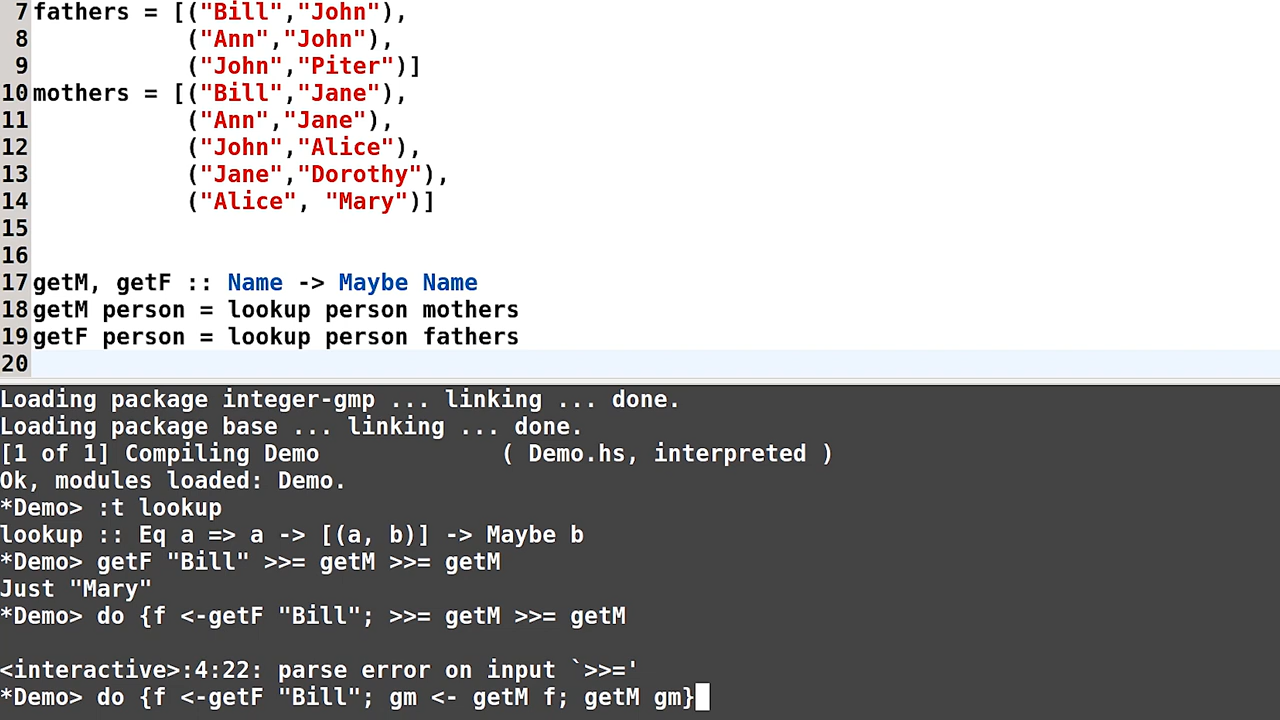 7 fathers = [("Bill","John"),
8 ("Ann","John"),
9 ("John","Piter")]
10 mothers = [("Bill","Jane"),
11 ("Ann","Jane"),
12 ("John","Alice"),
13 ("Jane","Dorothy"),
14 ("Alice", "Mary")]
15
16
17 getM, getF :: Name -> Maybe Name
18 getM person = lookup person mothers
19 getF person = lookup person fathers
20
Loading package integer-gmp ... linking ... done.
Loading package base ... linking ... done.
[1 of 1] Compiling Demo ( Demo.hs, interpreted )
Ok, modules loaded: Demo.
*Demo> :t lookup
lookup :: Eq a => a -> [(a, b)] -> Maybe b
*Demo> getF "Bill" >>= getM >>= getM
Just "Mary"
*Demo> do {f <-getF "Bill"; >>= getM >>= getM
<interactive>:4:22: parse error on input `>>='
*Demo> do {f <-getF "Bill"; gm <- getM f; getM gm}